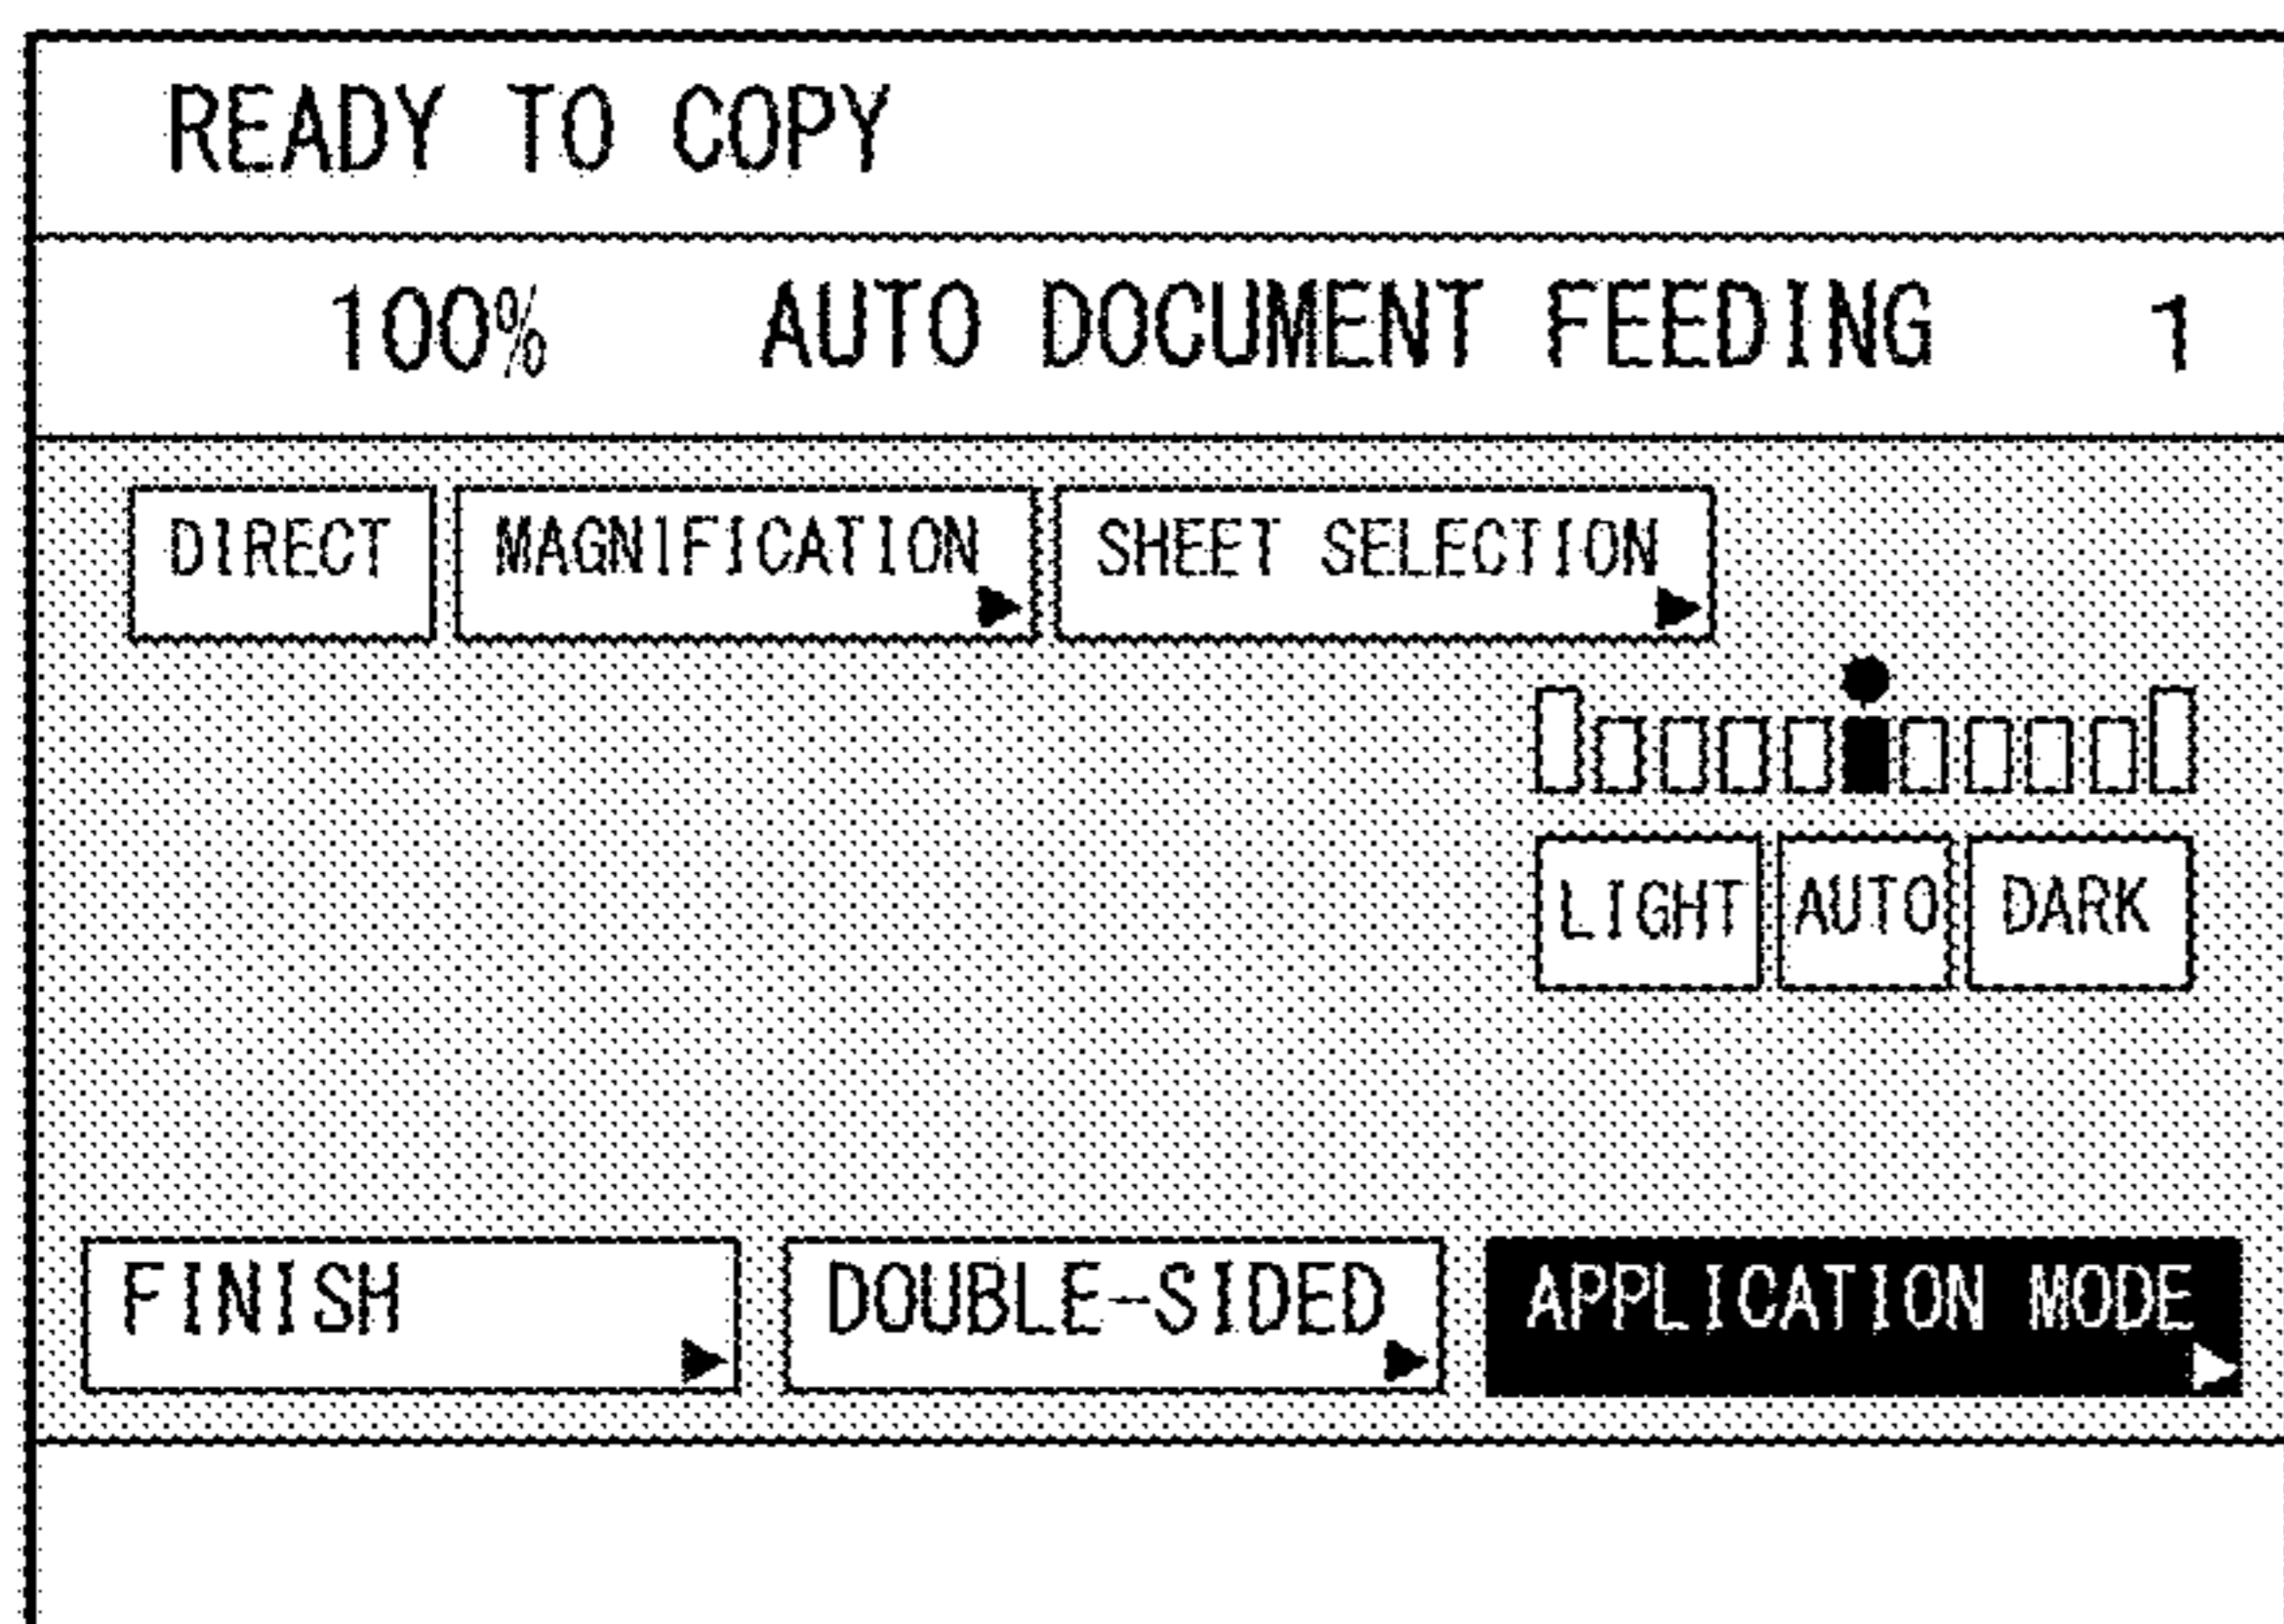 READY TO COPY
100% AUTO DOCUMENT FEEDING 1
DIRECT MAGNIFICATION SHEET SELECTION
LIGHT AUTO DARK
FINISH DOUBLE-SIDED APPLICATION MODE